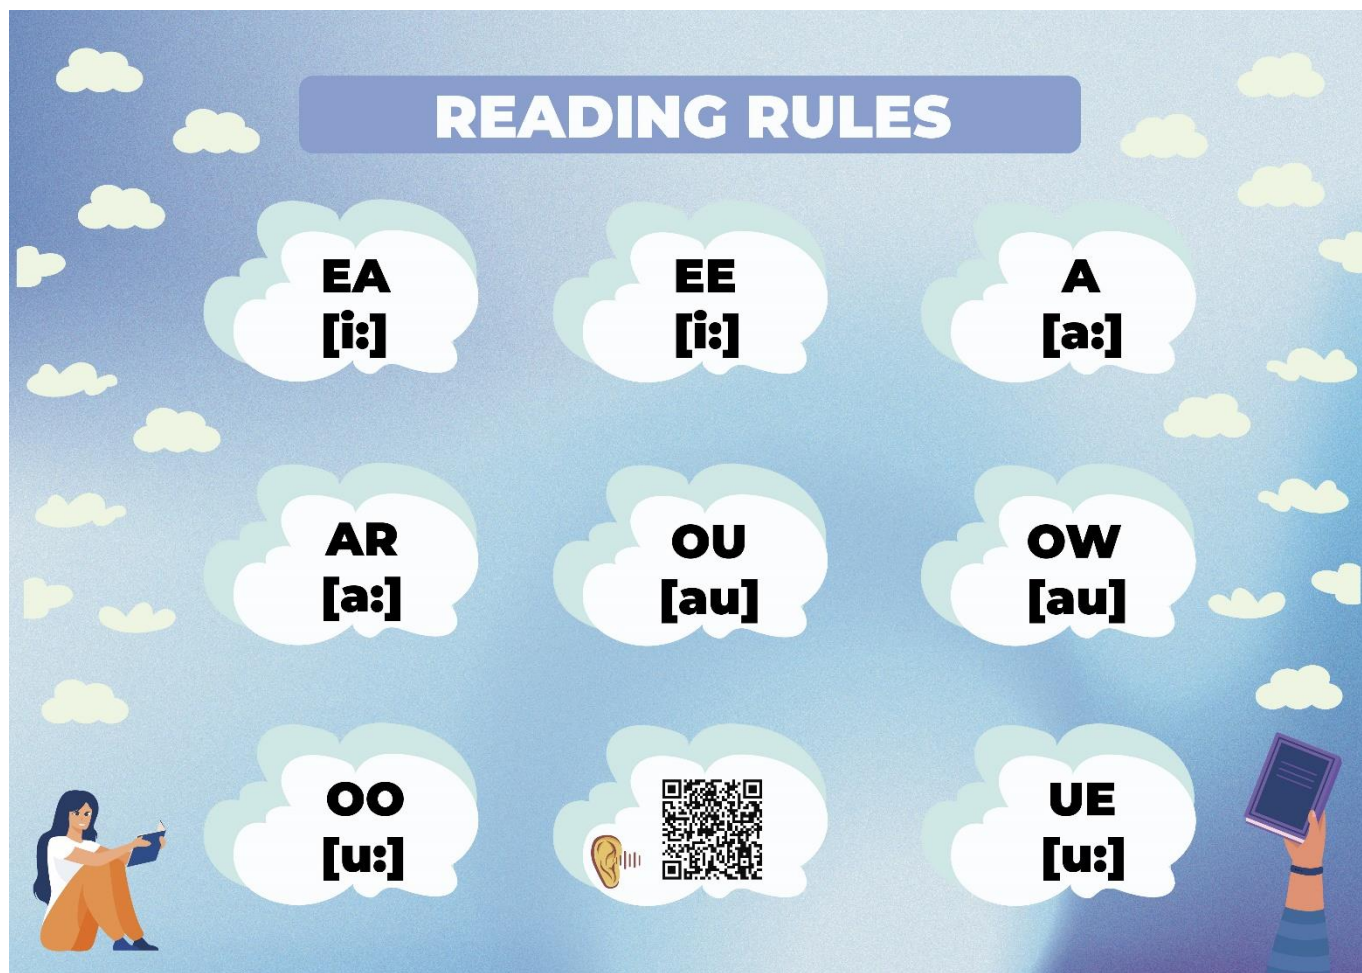 READING RULES
EA
[i:]
EE
[i:]
A
[a:]
AR
[a:]
OU
[au]
OW
[au]
OO
[u:]
UE
[u:]